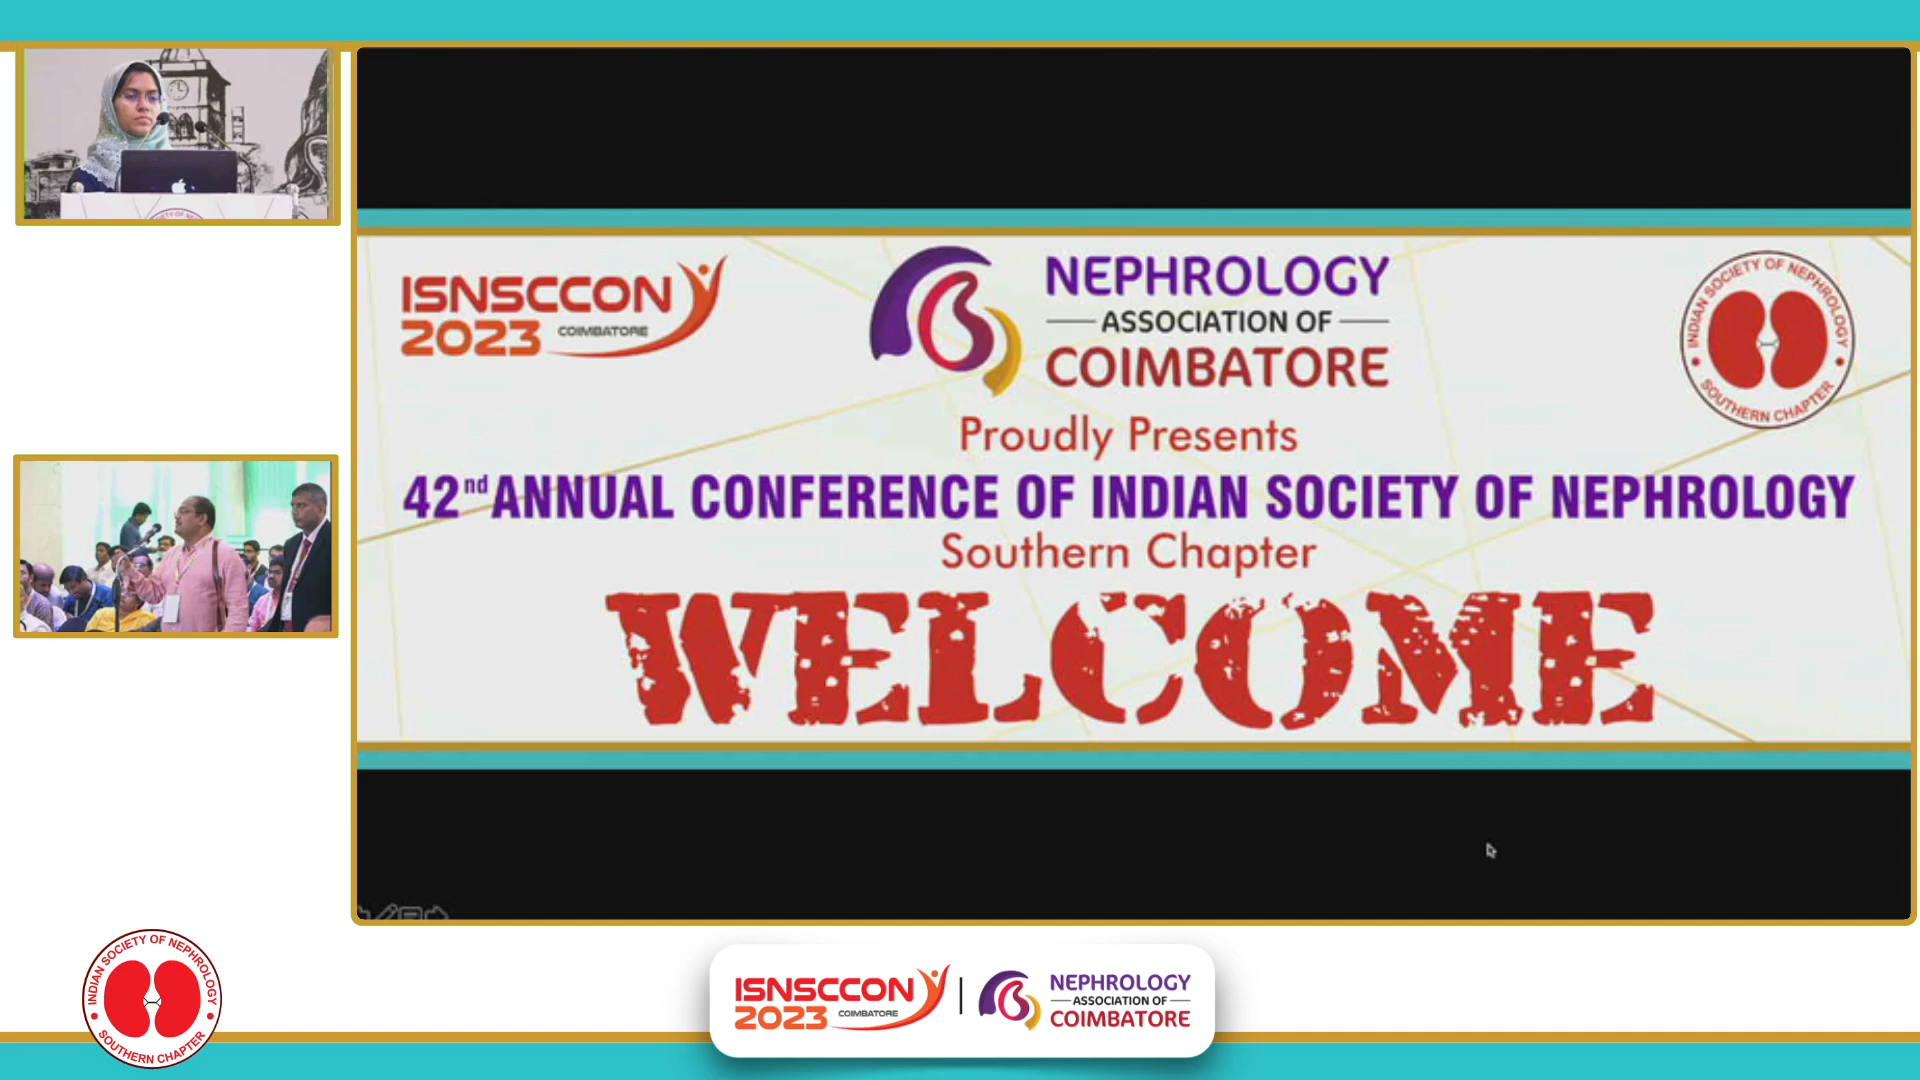 ISNSCCON
2023 COIMBATORE
NEPHROLOGY
ASSOCIATION OF
COIMBATORE
INDIAN SOCIETY OF NEPHROLOGY
SOUTHERN CHAPTER
Proudly Presents
42nd ANNUAL CONFERENCE OF INDIAN SOCIETY OF NEPHROLOGY
Southern Chapter
WELCOME
INDIAN SOCIETY OF NEPHROLOGY
SOUTHERN CHAPTER
ISNSCCON
2023 COIMBATORE
NEPHROLOGY
ASSOCIATION OF
COIMBATORE